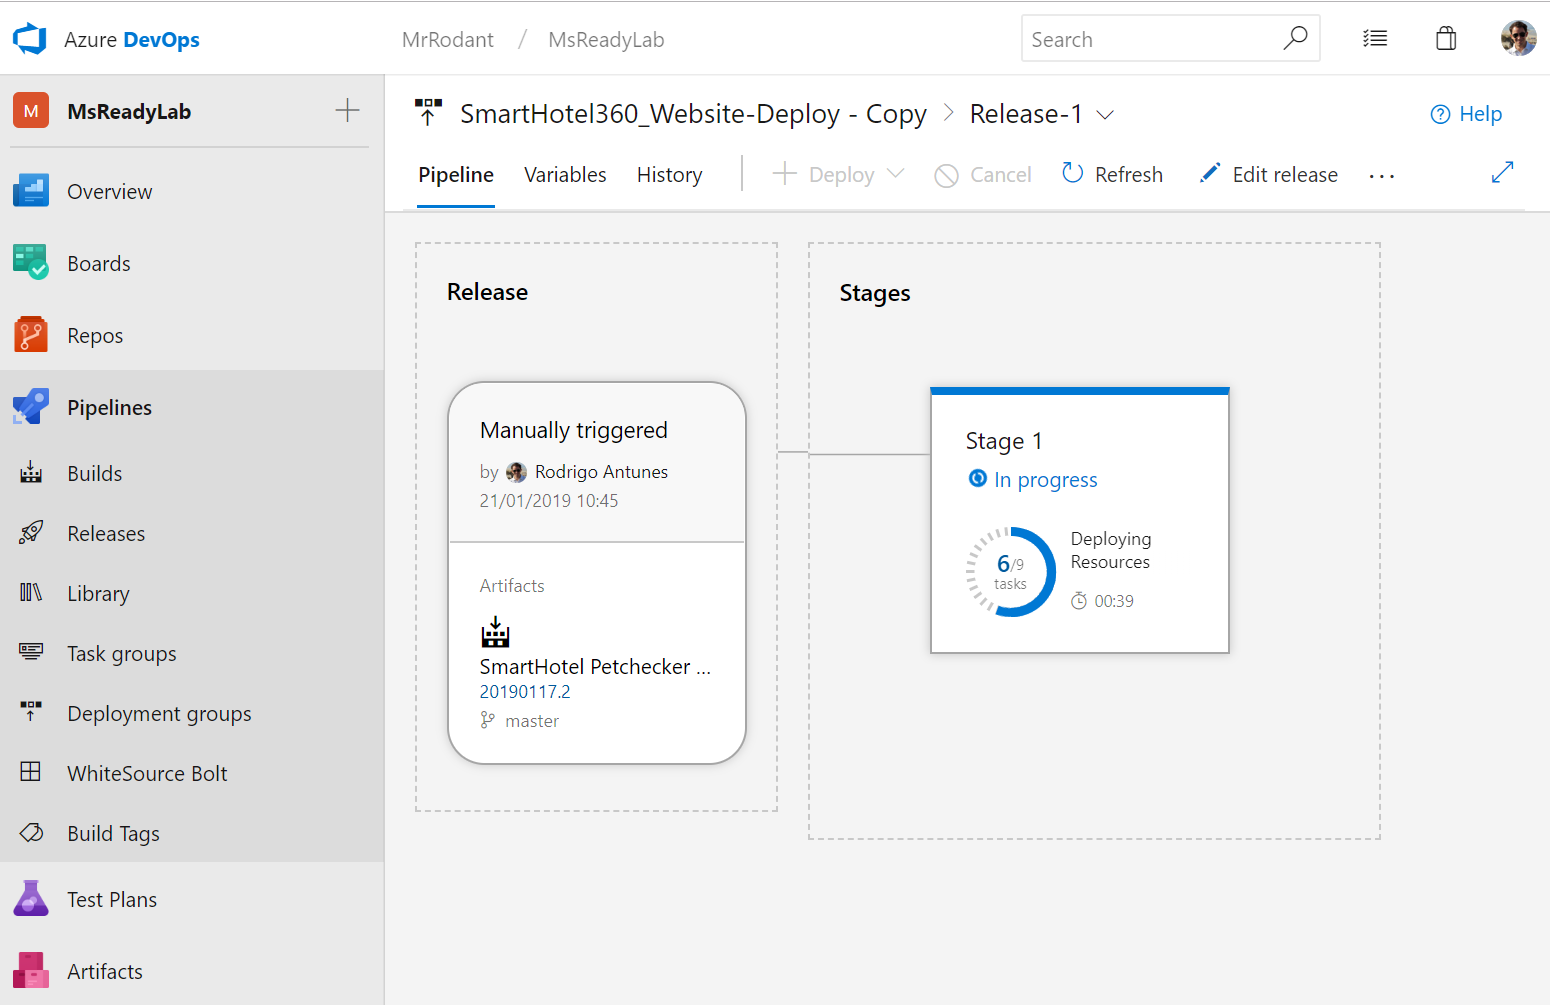 Azure DevOps
MrRodant / MsReadyLab
Search
M MsReadyLab
Overview
Boards
Repos
Pipelines
Builds
Releases
Library
Task groups
Deployment groups
WhiteSource Bolt
Build Tags
Test Plans
Artifacts
SmartHotel360_Website-Deploy - Copy > Release-1
Help
Pipeline Variables History Deploy Cancel Refresh Edit release ...
Release
Manually triggered
by Rodrigo Antunes
21/01/2019 10:45
Artifacts
SmartHotel Petchecker ...
20190117.2
master
Stages
Stage 1
In progress
6/9
tasks
Deploying
Resources
00:39